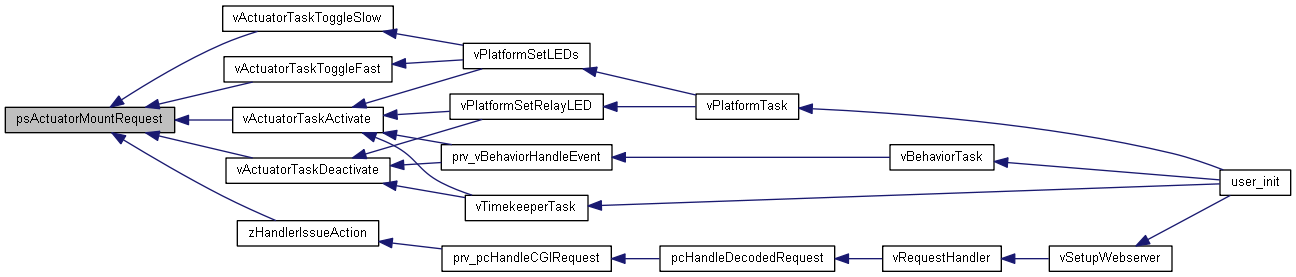 vActuatorTaskToggleSlow
vPlatformSetLEDs
vActuatorTaskToggleFast
vPlatformSetRelayLED
vPlatformTask
psActuatorMountRequest
vActuatorTaskActivate
prv_vBehaviorHandleEvent
vBehaviorTask
vActuatorTaskDeactivate
user_init
vTimekeeperTask
zHandlerIssueAction
prv_pcHandleCGIRequest
pcHandleDecodedRequest
vRequestHandler
vSetupWebserver